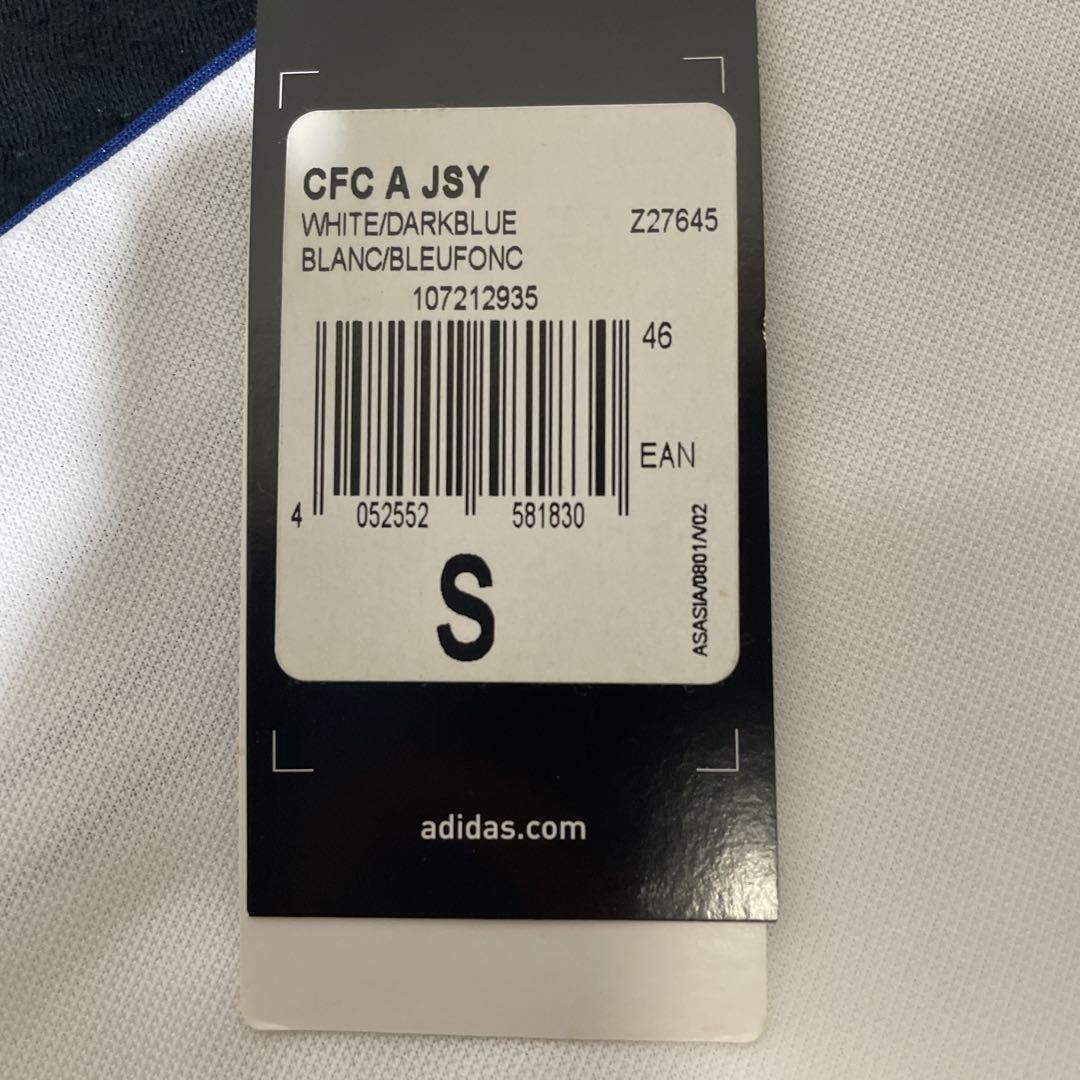 CFC A JSY
WHITE/DARKBLUE Z27645
BLANC/BLEUFONC
107212935
46
EAN
4 052552 581830
S
ASASIA/0801/V02
adidas.com